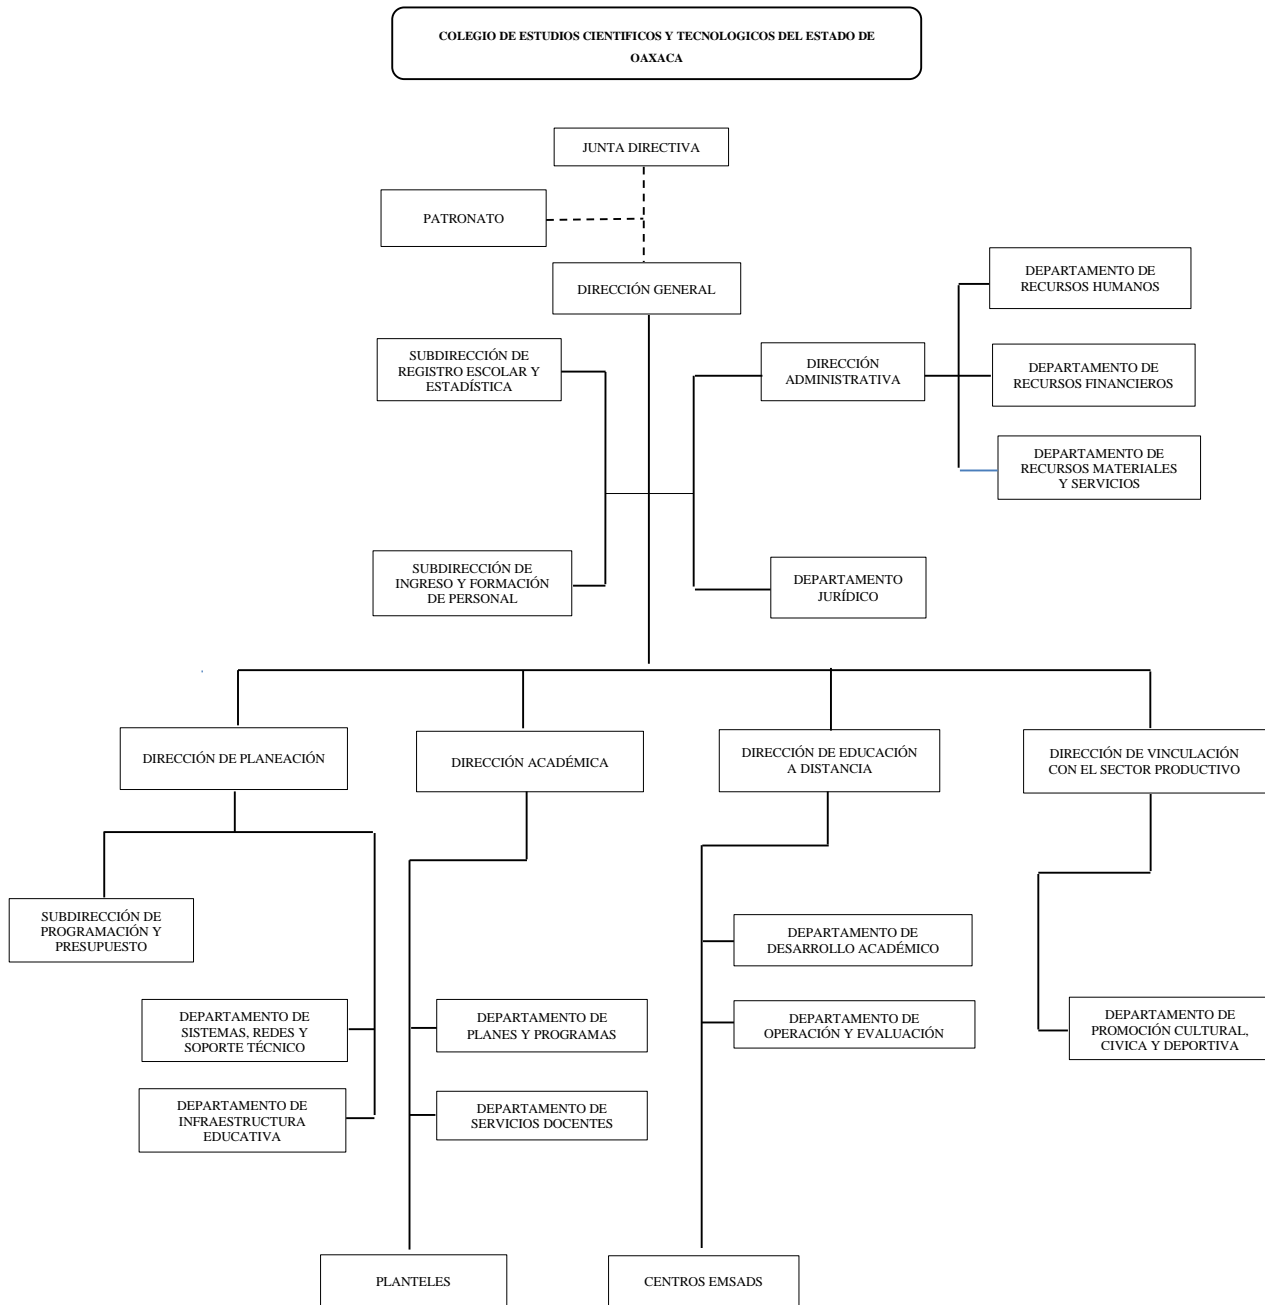 COLEGIO DE ESTUDIOS CIENTIFICOS Y TECNOLOGICOS DEL ESTADO DE
OAXACA
JUNTA DIRECTIVA
PATRONATO
DIRECCIÓN GENERAL
DEPARTAMENTO DE
RECURSOS HUMANOS
SUBDIRECCIÓN DE
REGISTRO ESCOLAR Y
ESTADÍSTICA
DIRECCIÓN
ADMINISTRATIVA
DEPARTAMENTO DE
RECURSOS FINANCIEROS
DEPARTAMENTO DE
RECURSOS MATERIALES
Y SERVICIOS
SUBDIRECCIÓN DE
INGRESO Y FORMACIÓN
DE PERSONAL
DEPARTAMENTO
JURÍDICO
DIRECCIÓN DE PLANEACIÓN
DIRECCIÓN ACADÉMICA
DIRECCIÓN DE EDUCACIÓN
A DISTANCIA
DIRECCIÓN DE VINCULACIÓN
CON EL SECTOR PRODUCTIVO
SUBDIRECCIÓN DE
PROGRAMACIÓN Y
PRESUPUESTO
DEPARTAMENTO DE
DESARROLLO ACADÉMICO
DEPARTAMENTO DE
SISTEMAS, REDES Y
SOPORTE TÉCNICO
DEPARTAMENTO DE
PLANES Y PROGRAMAS
DEPARTAMENTO DE
OPERACIÓN Y EVALUACIÓN
DEPARTAMENTO DE
PROMOCIÓN CULTURAL,
CIVICA Y DEPORTIVA
DEPARTAMENTO DE
INFRAESTRUCTURA
EDUCATIVA
DEPARTAMENTO DE
SERVICIOS DOCENTES
PLANTELES
CENTROS EMSADS